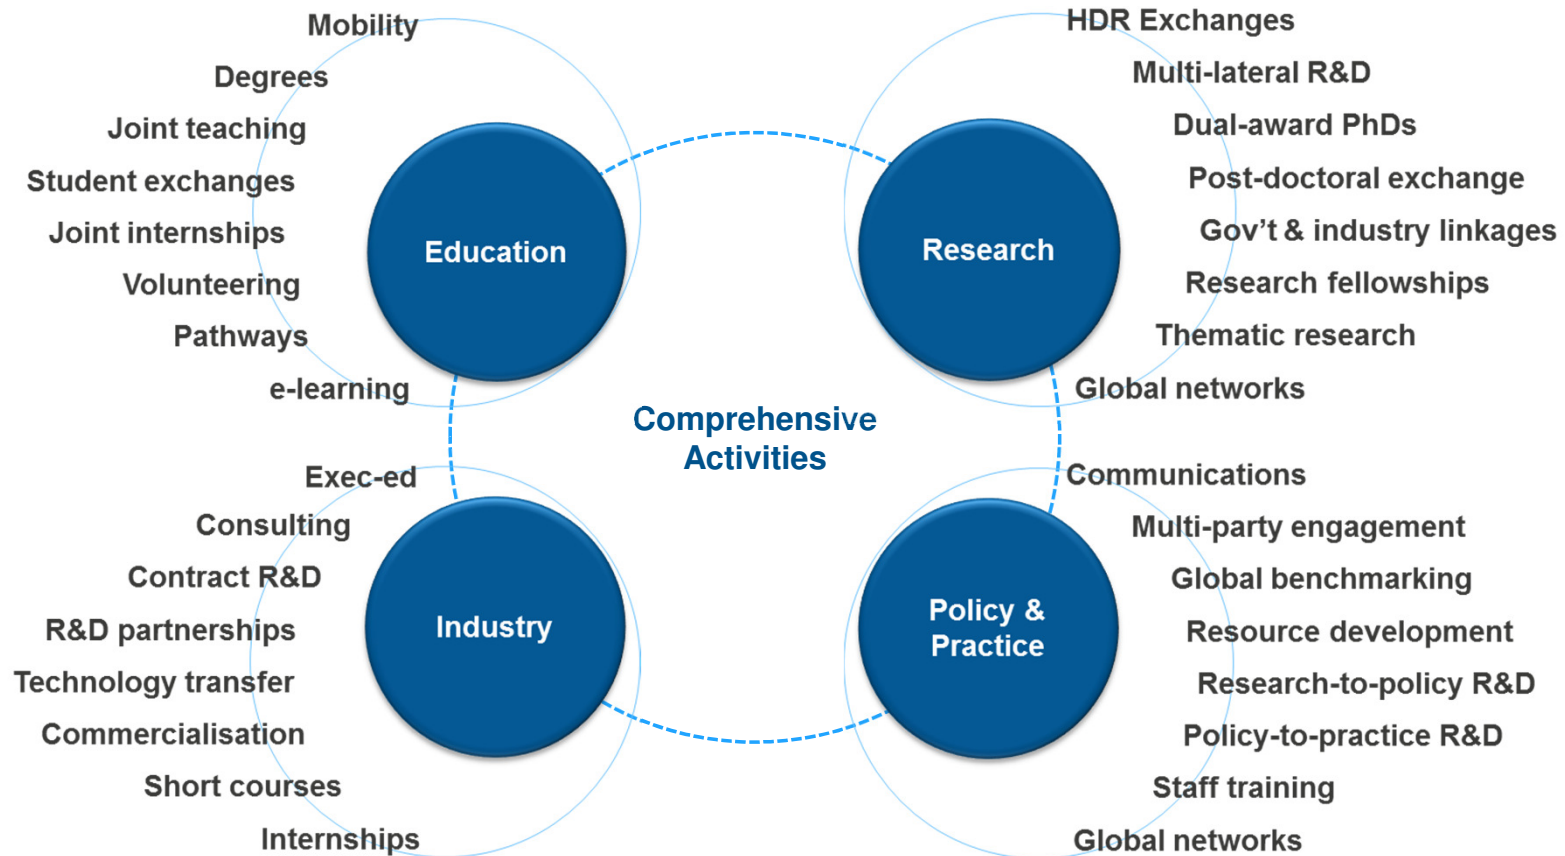 Mobility
Degrees
Joint teaching
Student exchanges
Joint internships
Volunteering
Pathways
e-learning
Education
HDR Exchanges
Multi-lateral R&D
Dual-award PhDs
Post-doctoral exchange
Gov’t & industry linkages
Research fellowships
Thematic research
Global networks
Research
Comprehensive
Activities
Exec-ed
Consulting
Contract R&D
R&D partnerships
Technology transfer
Commercialisation
Short courses
Internships
Industry
Communications
Multi-party engagement
Global benchmarking
Resource development
Research-to-policy R&D
Policy-to-practice R&D
Staff training
Global networks
Policy &
Practice